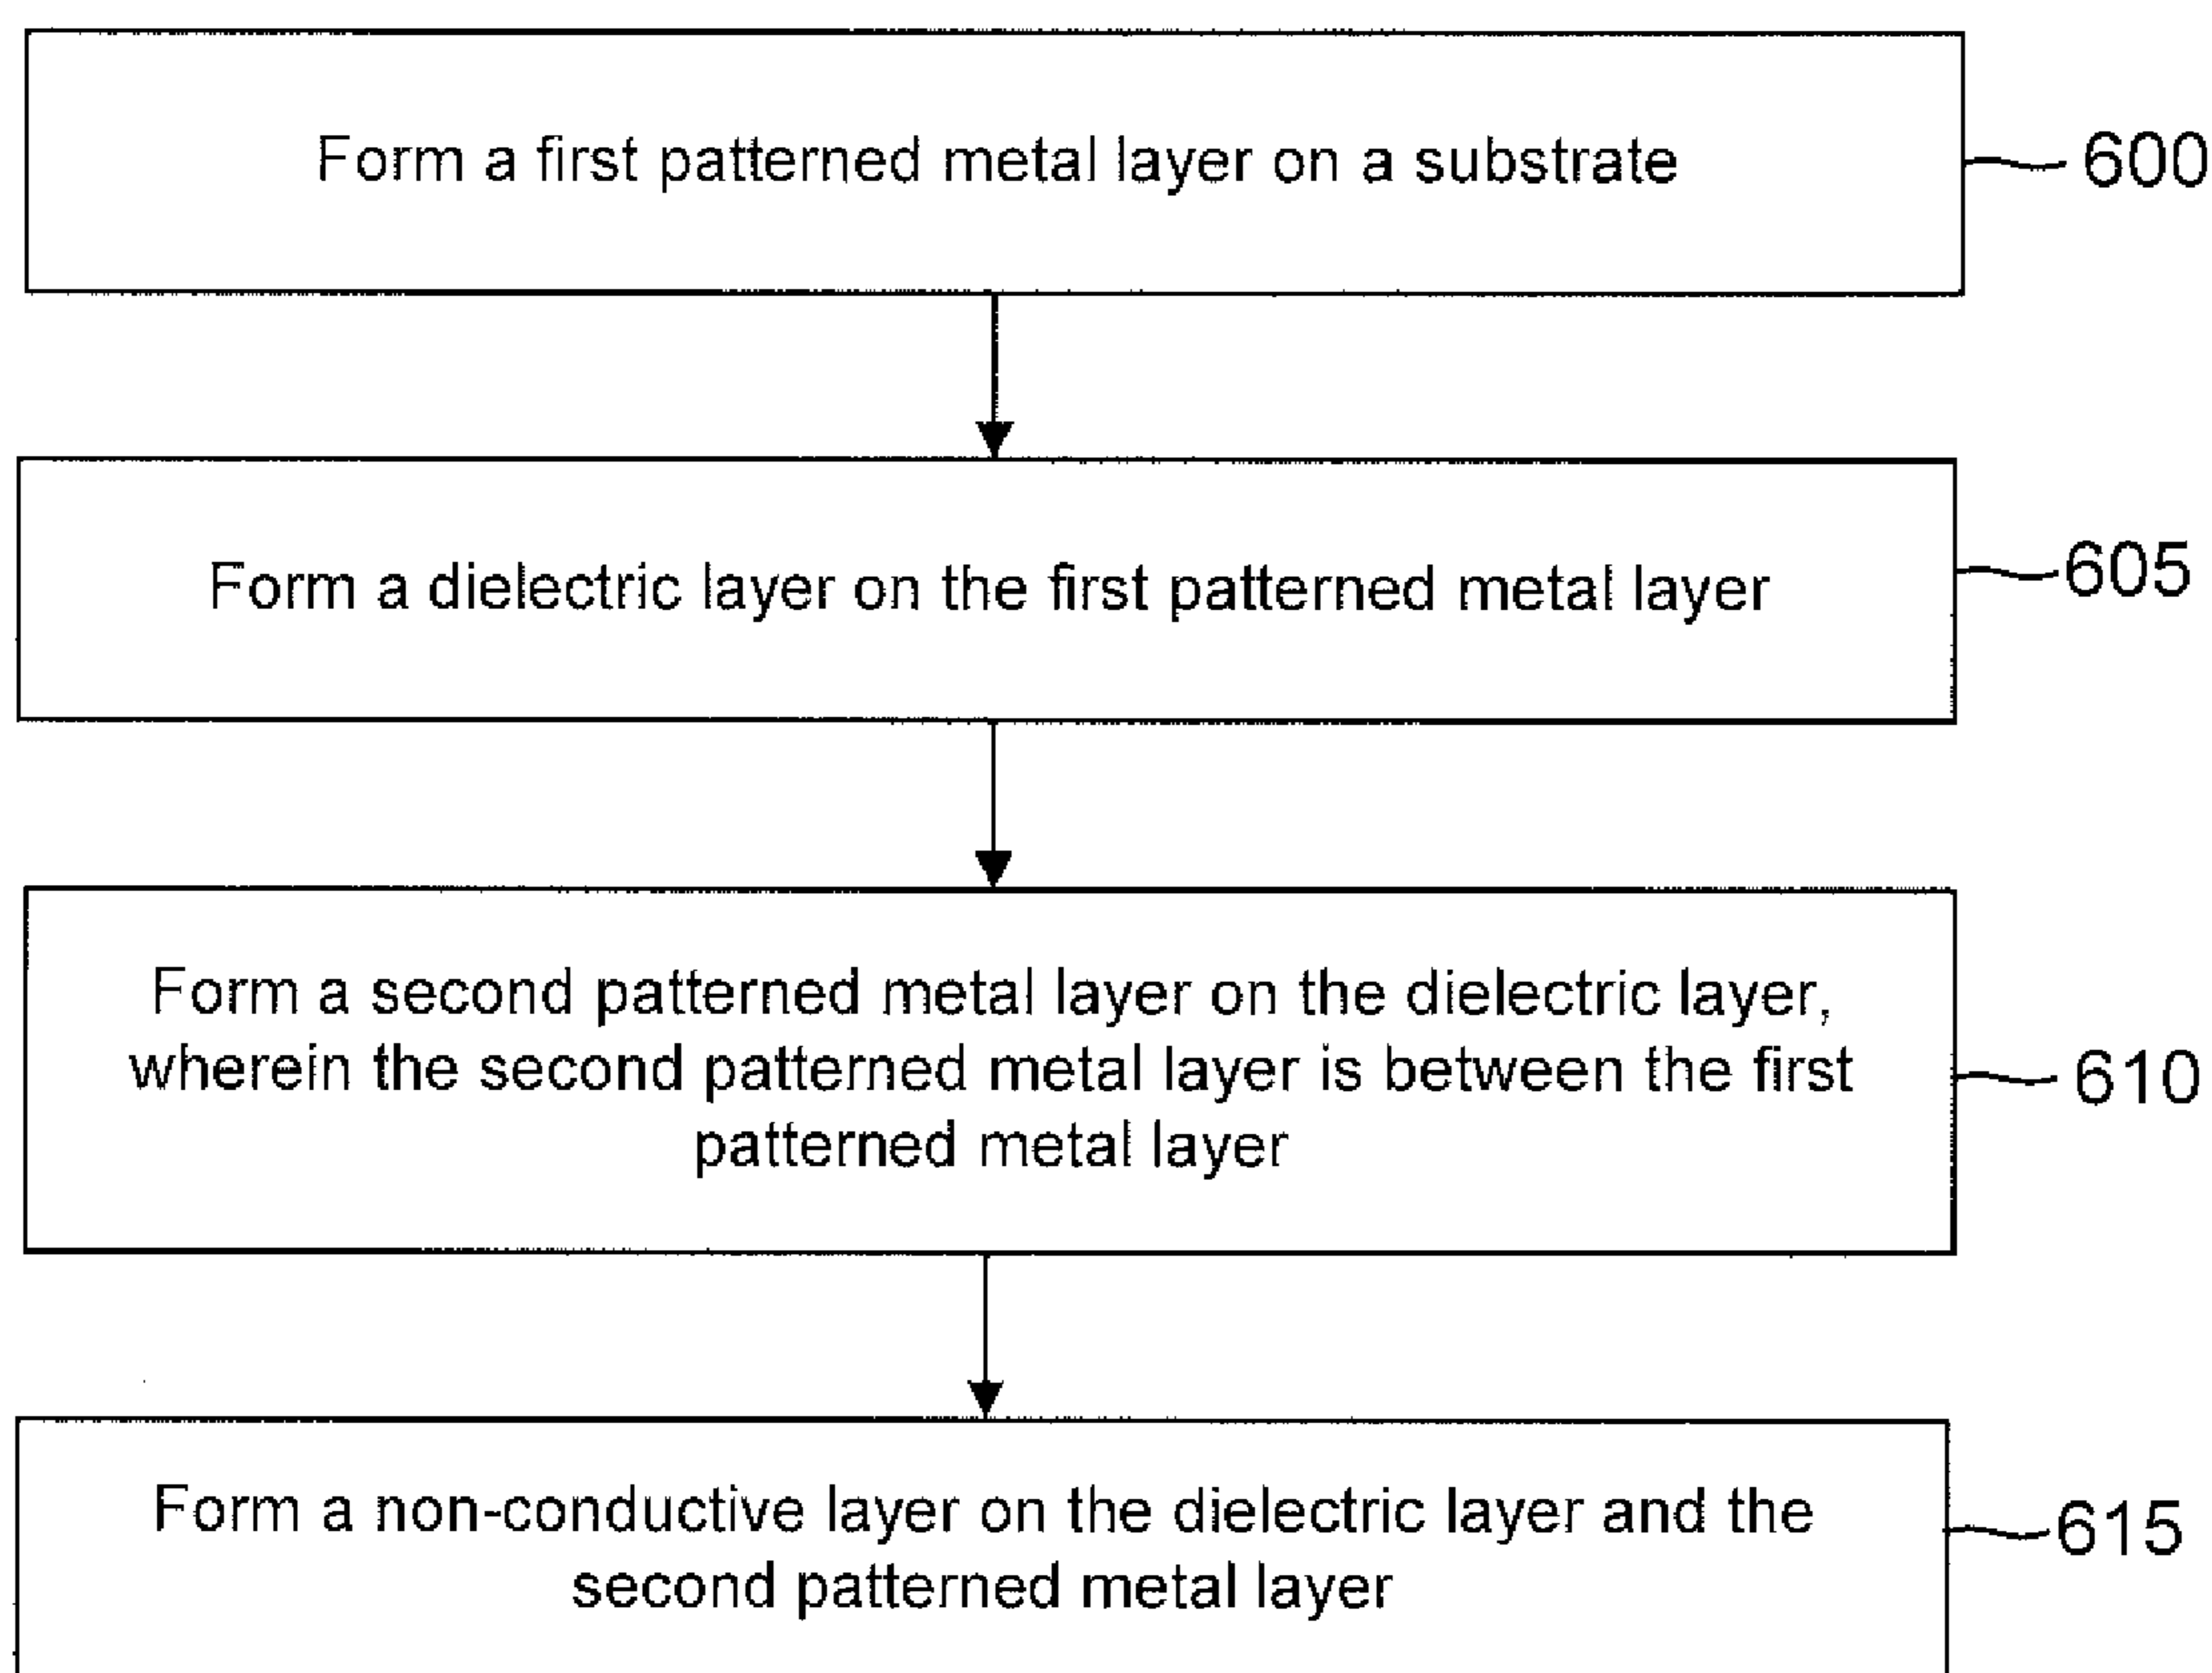 Form a first patterned metal layer on a substrate
600
Form a dielectric layer on the first patterned metal layer
605
Form a second patterned metal layer on the dielectric layer,
wherein the second patterned metal layer is between the first
patterned metal layer
610
Form a non-conductive layer on the dielectric layer and the
second patterned metal layer
615